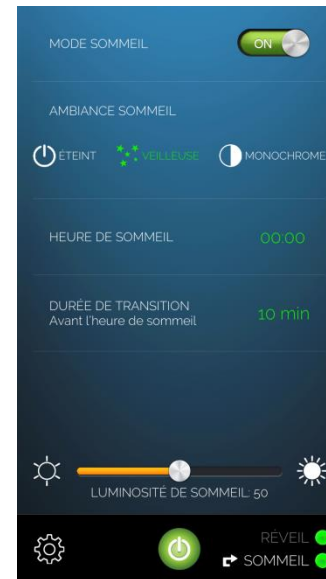 MODE SOMMEIL ON
AMBIANCE SOMMEIL
ÉTEINT VEILLEUSE MONOCHROME
HEURE DE SOMMEIL 00:00
DURÉE DE TRANSITION
Avant l'heure de sommeil 10 min
LUMINOSITÉ DE SOMMEIL: 50
RÉVEIL
SOMMEIL